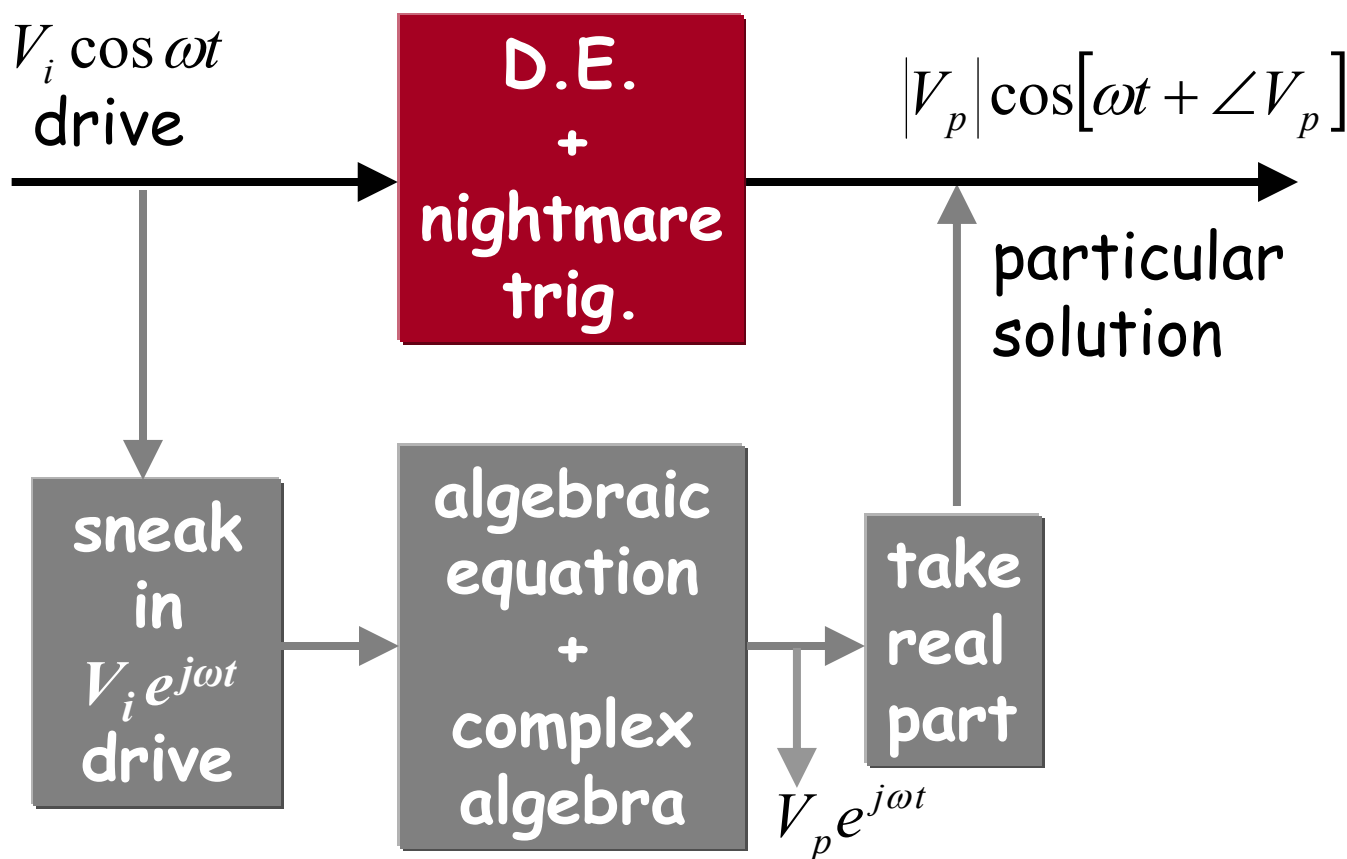 V_i cos ωt
drive
D.E.
+
nightmare
trig.
|V_p| cos[ωt + ∠V_p]
particular
solution
sneak
in
V_i e^{jωt}
drive
algebraic
equation
+
complex
algebra
V_p e^{jωt}
take
real
part